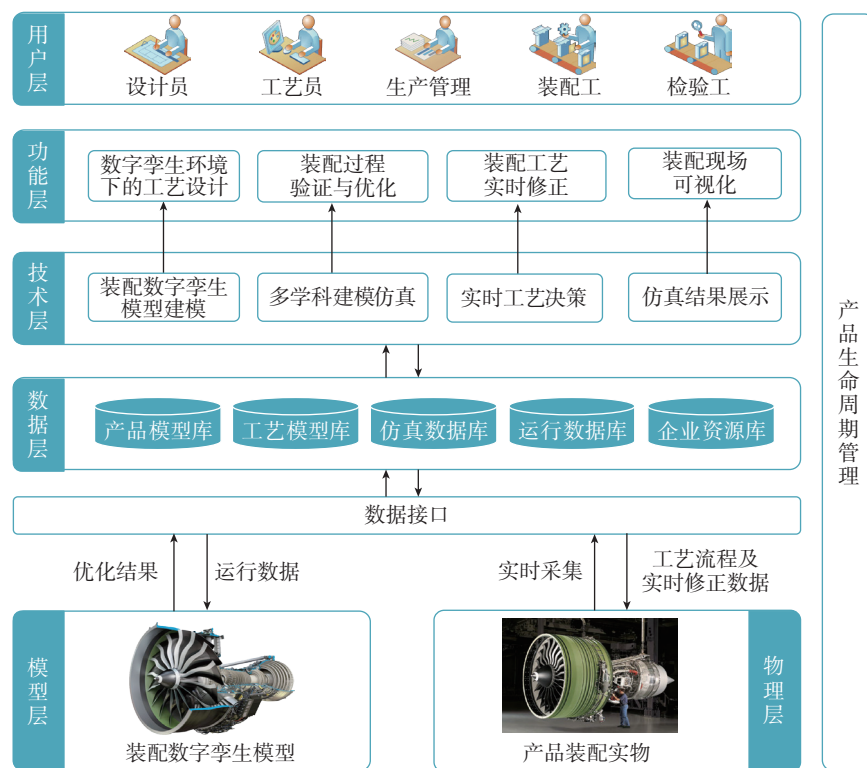 用户层
设计员
工艺员
生产管理
装配工
检验工
功能层
数字孪生环境
下的工艺设计
装配过程
验证与优化
装配工艺
实时修正
装配现场
可视化
技术层
装配数字孪生
模型建模
多学科建模仿真
实时工艺决策
仿真结果展示
数据层
产品模型库
工艺模型库
仿真数据库
运行数据库
企业资源库
数据接口
优化结果
运行数据
实时采集
工艺流程及
实时修正数据
模型层
装配数字孪生模型
产品装配实物
物理层
产品生命周期管理